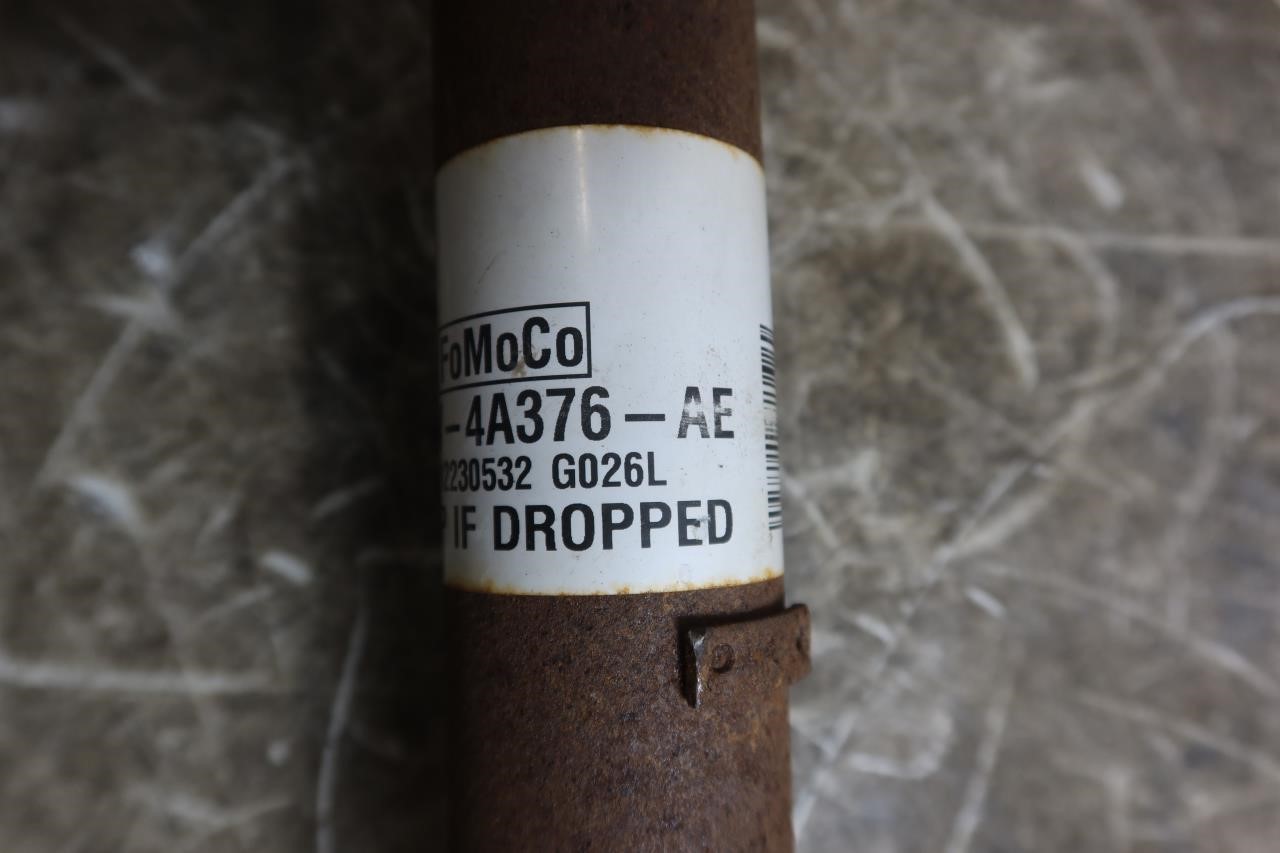 FoMoCo
-4A376-AE
2230532 G026L
IF DROPPED